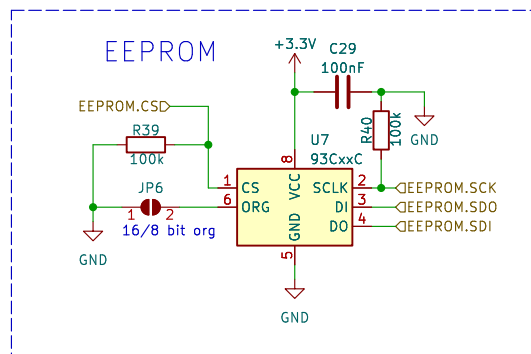 EEPROM
+3.3V
C29
100nF
EEPROM.CS
R39
100k
R40
100k
GND
U7
93CxxC
8
VCC
1
CS
SCLK
2
EEPROM.SCK
JP6
1
2
6
ORG
DI
3
EEPROM.SDO
16/8 bit org
GND
DO
4
EEPROM.SDI
5
GND
GND